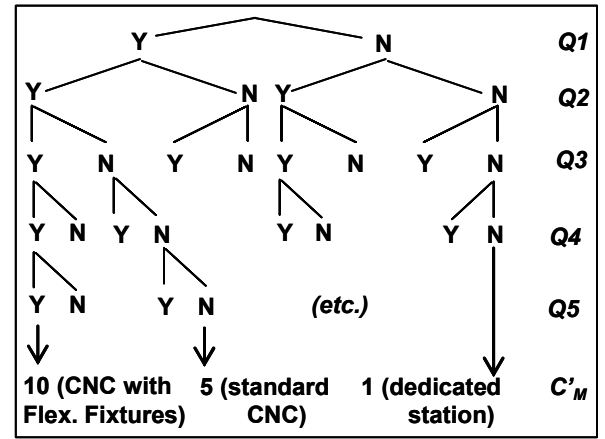 Y N Q1
Y N Y N Q2
Y N Y N Y N Y N Q3
Y N Y N Y N Y N Q4
Y N Y N (etc.) Q5
10 (CNC with 5 (standard 1 (dedicated C'M
Flex. Fixtures) CNC) station)